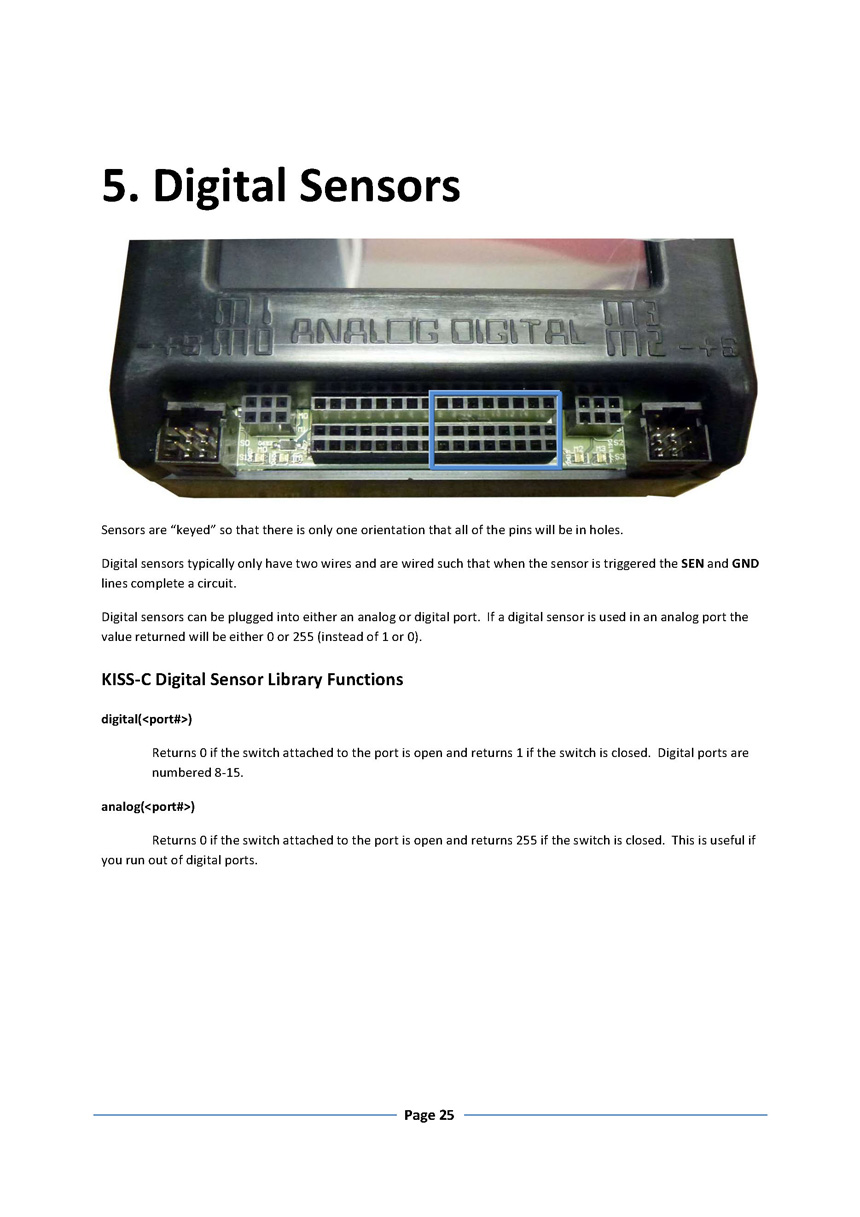 5. Digital Sensors
M1
M3
ANALOG DIGITAL
M0
M2
-+S
-+S
Sensors are “keyed” so that there is only one orientation that all of the pins will be in holes.
Digital sensors typically only have two wires and are wired such that when the sensor is triggered the SEN and GND
lines complete a circuit.
Digital sensors can be plugged into either an analog or digital port.  If a digital sensor is used in an analog port the
value returned will be either 0 or 255 (instead of 1 or 0).
KISS-C Digital Sensor Library Functions
digital(<port#>)
Returns 0 if the switch attached to the port is open and returns 1 if the switch is closed.  Digital ports are
numbered 8-15.
analog(<port#>)
Returns 0 if the switch attached to the port is open and returns 255 if the switch is closed.  This is useful if
you run out of digital ports.
Page 25